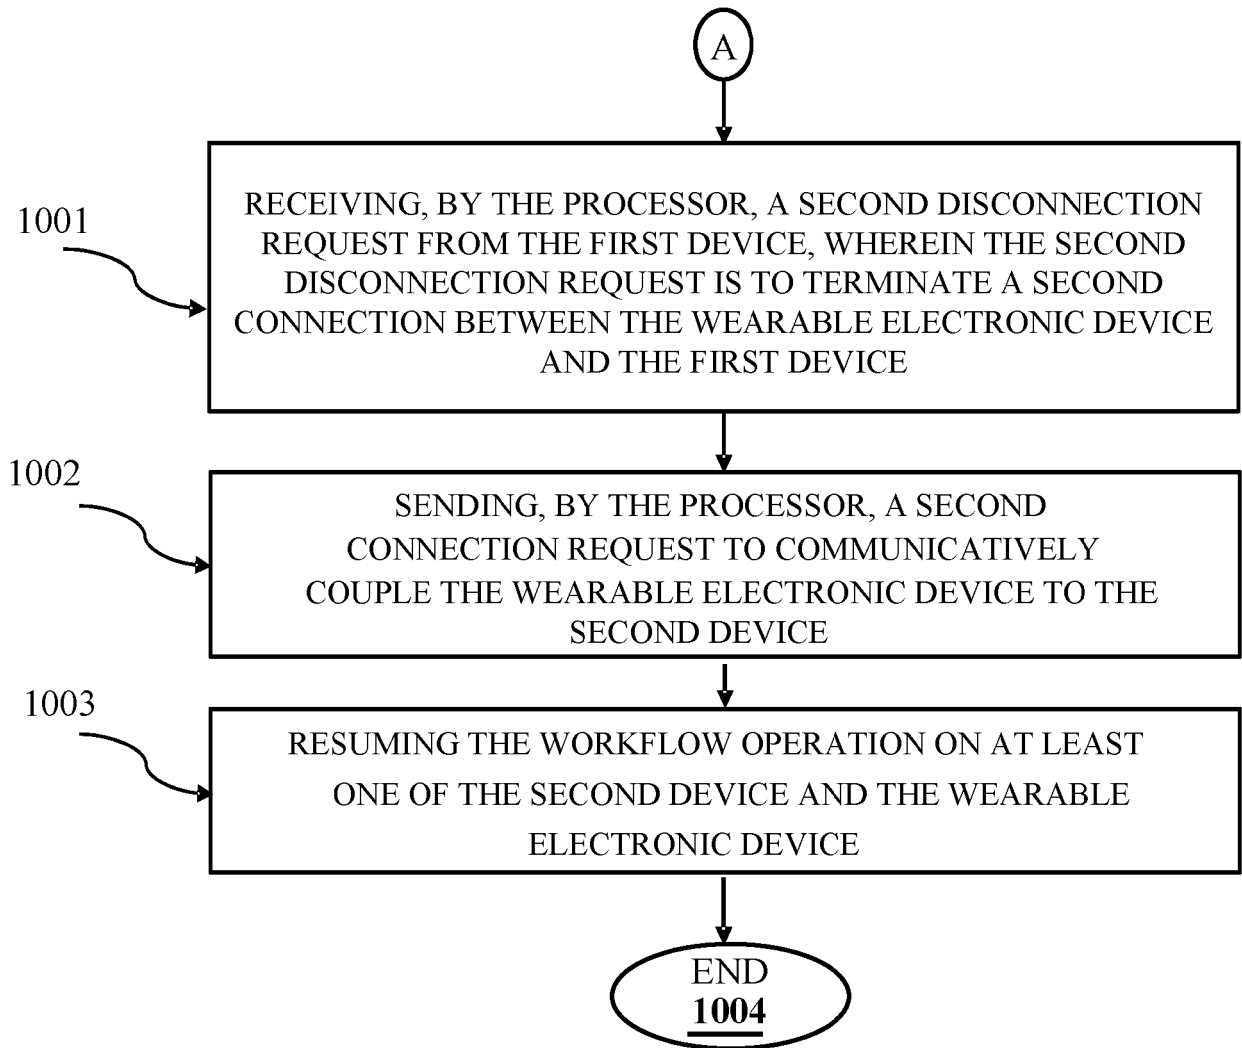 A
1001
RECEIVING, BY THE PROCESSOR, A SECOND DISCONNECTION
REQUEST FROM THE FIRST DEVICE, WHEREIN THE SECOND
DISCONNECTION REQUEST IS TO TERMINATE A SECOND
CONNECTION BETWEEN THE WEARABLE ELECTRONIC DEVICE
AND THE FIRST DEVICE
1002
SENDING, BY THE PROCESSOR, A SECOND
CONNECTION REQUEST TO COMMUNICATIVELY
COUPLE THE WEARABLE ELECTRONIC DEVICE TO THE
SECOND DEVICE
1003
RESUMING THE WORKFLOW OPERATION ON AT LEAST
ONE OF THE SECOND DEVICE AND THE WEARABLE
ELECTRONIC DEVICE
END
1004